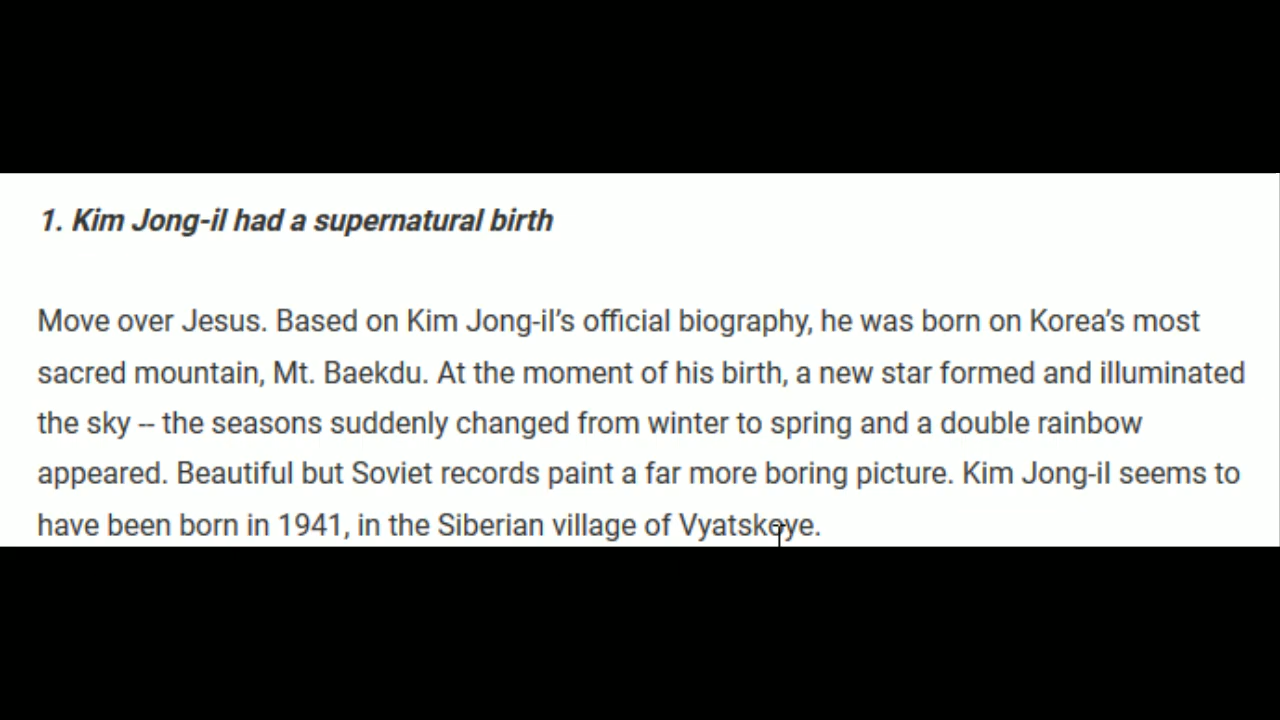 1. Kim Jong-il had a supernatural birth
Move over Jesus. Based on Kim Jong-il’s official biography, he was born on Korea’s most
sacred mountain, Mt. Baekdu. At the moment of his birth, a new star formed and illuminated
the sky -- the seasons suddenly changed from winter to spring and a double rainbow
appeared. Beautiful but Soviet records paint a far more boring picture. Kim Jong-il seems to
have been born in 1941, in the Siberian village of Vyatskoye.